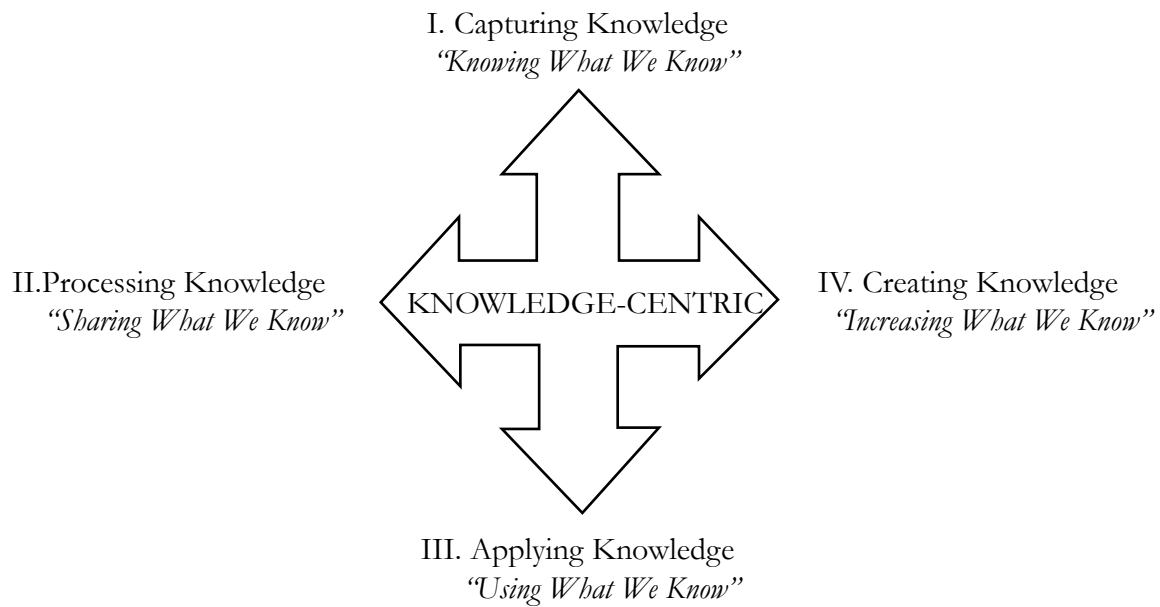 I. Capturing Knowledge
“Knowing What We Know”
II.Processing Knowledge
“Sharing What We Know”
KNOWLEDGE-CENTRIC
IV. Creating Knowledge
“Increasing What We Know”
III. Applying Knowledge
“Using What We Know”